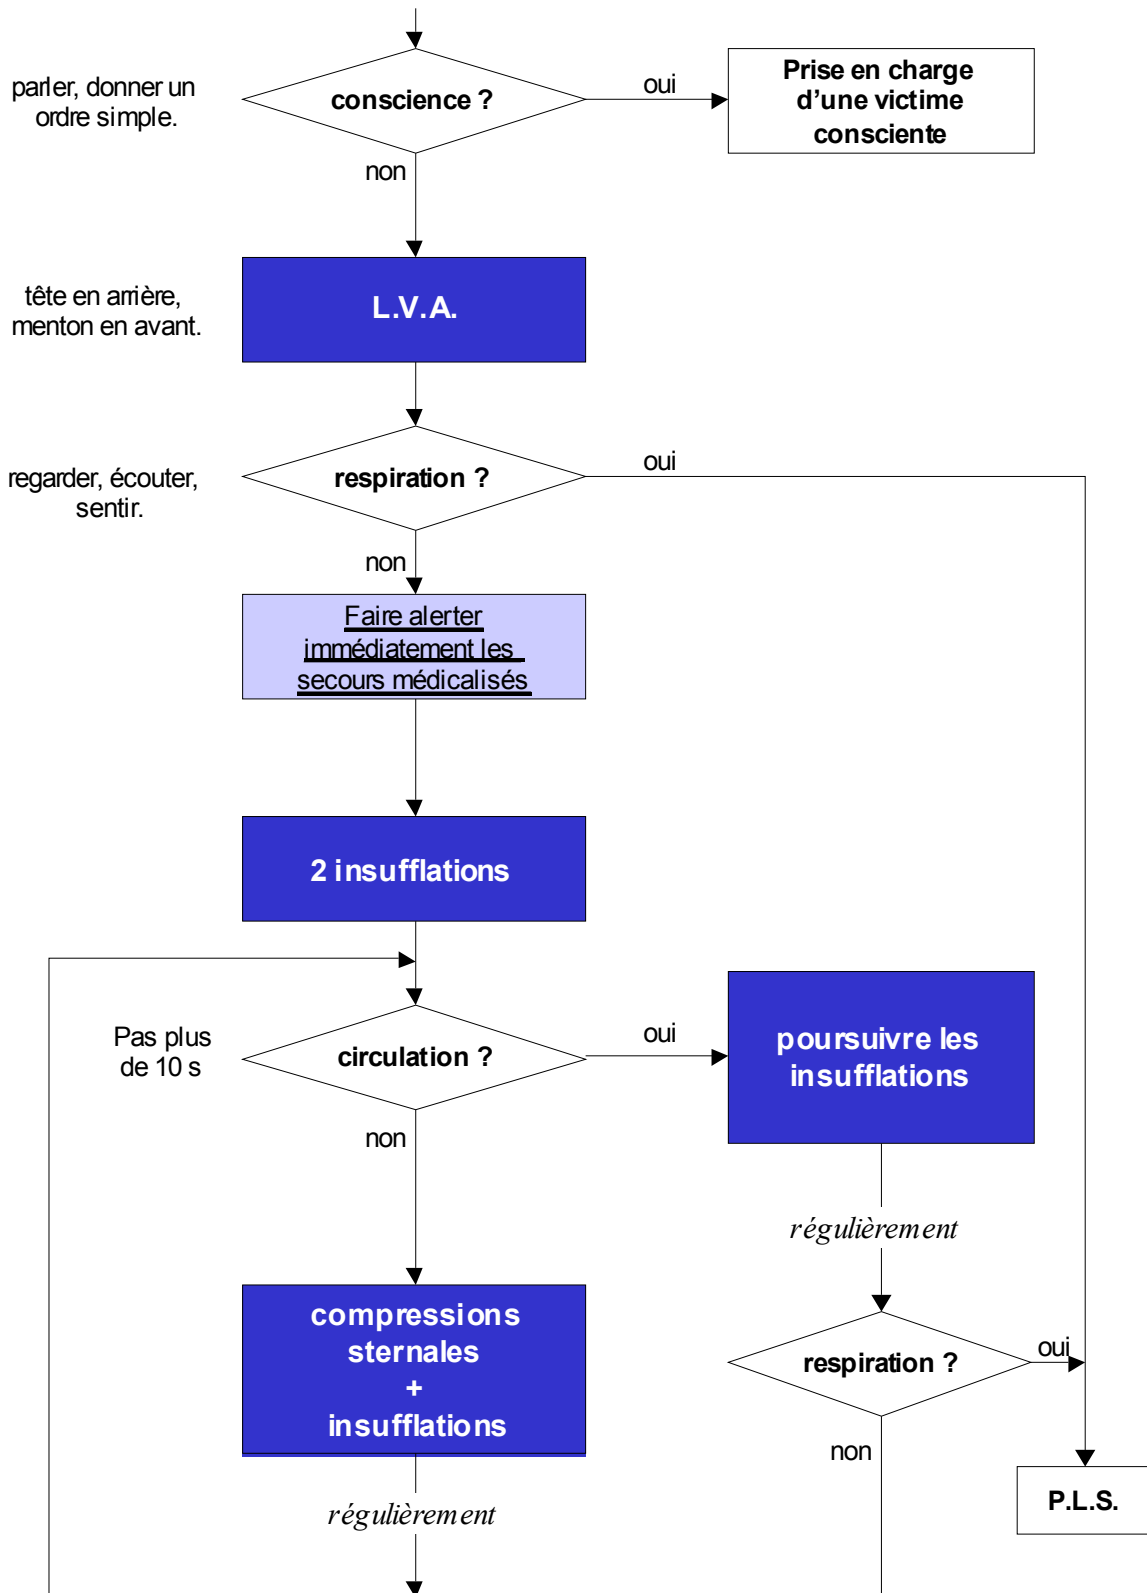 parler, donner un
ordre simple.
conscience ?
oui
Prise en charge
d'une victime
consciente
non
tête en arrière,
menton en avant.
L.V.A.
regarder, écouter,
sentir.
respiration ?
oui
non
Faire alerter
immédiatement les
secours médicalisés
2 insufflations
Pas plus
de 10 s
circulation ?
oui
poursuivre les
insufflations
non
régulièrement
compressions
sternales
+
insufflations
respiration ?
oui
non
P.L.S.
régulièrement